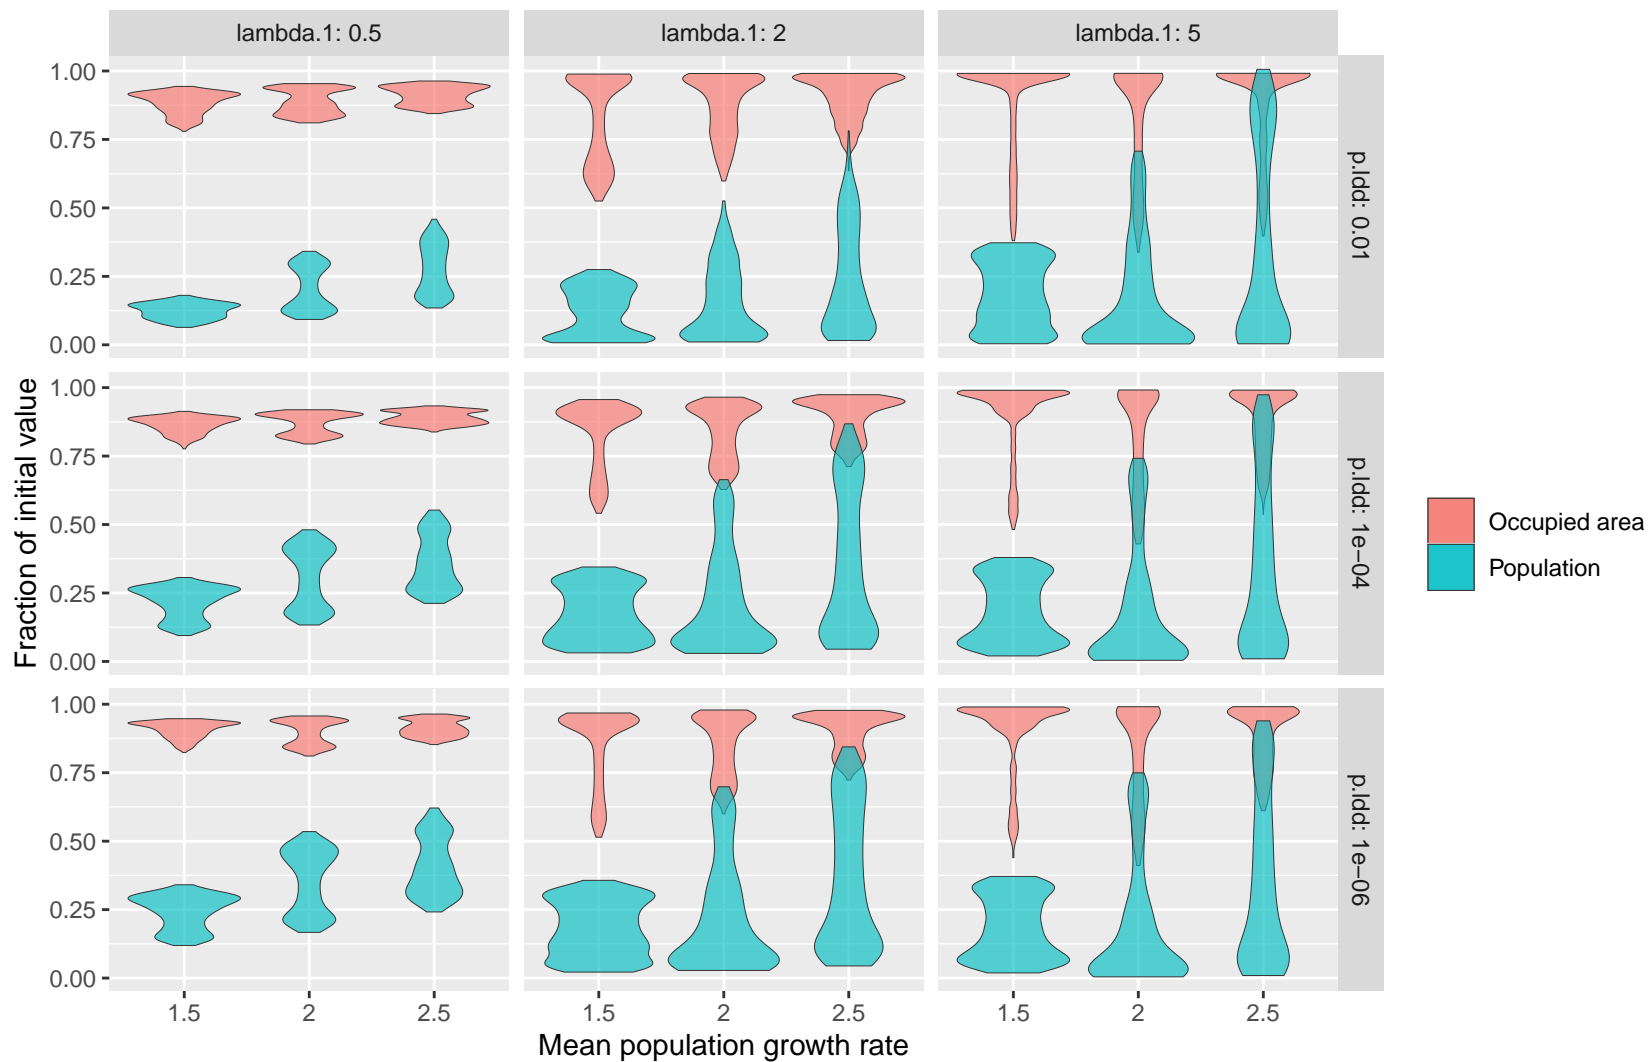 lambda.1: 0.5
lambda.1: 2
lambda.1: 5
1.00
0.75
0.50
0.25
0.00
p.ldd: 0.01
1.00
0.75
0.50
0.25
0.00
p.ldd: 1e−04
1.00
0.75
0.50
0.25
0.00
p.ldd: 1e−06
1.5 2 2.5
1.5 2 2.5
1.5 2 2.5
Mean population growth rate
Fraction of initial value
Occupied area
Population